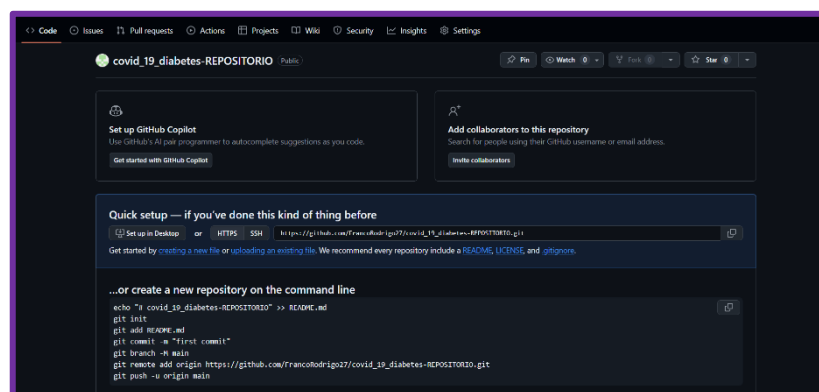 Code Issues Pull requests Actions Projects Wiki Security Insights Settings
covid_19_diabetes-REPOSITORIO Public Pin Watch 0 Fork 0 Star 0
Set up GitHub Copilot
Use GitHub's AI pair programmer to autocomplete suggestions as you code.
Get started with GitHub Copilot
Add collaborators to this repository
Search for people using their GitHub username or email address.
Invite collaborators
Quick setup — if you've done this kind of thing before
Set up in Desktop or HTTPS SSH https://github.com/FrancoRodrigo27/covid_19_diabetes-REPOSITORIO.git
Get started by creating a new file or uploading an existing file. We recommend every repository include a README, LICENSE, and .gitignore.
...or create a new repository on the command line
echo "# covid_19_diabetes-REPOSITORIO" >> README.md
git init
git add README.md
git commit -m "first commit"
git branch -M main
git remote add origin https://github.com/FrancoRodrigo27/covid_19_diabetes-REPOSITORIO.git
git push -u origin main